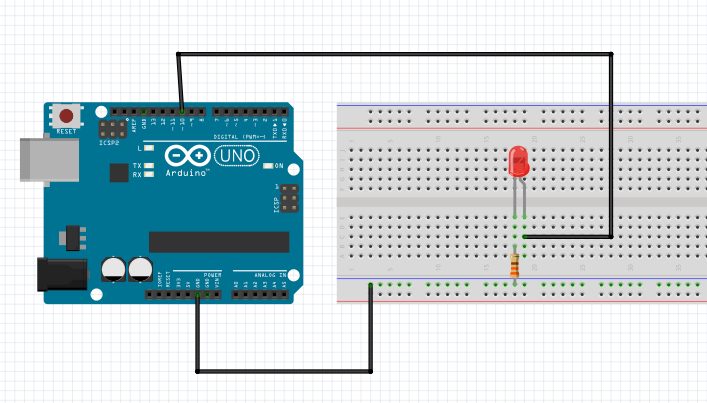 RESET
ICSP2
AREF
GND
13
12
~11
~10
~9
8
7
~6
~5
4
~3
2
TX▶1
RX◀0
L
DIGITAL (PWM=~)
TX
RX
UNO
Arduino™
ON
ICSP
1
IOREF
RESET
3V3
5V
GND
GND
VIN
POWER
ANALOG IN
A0
A1
A2
A3
A4
A5